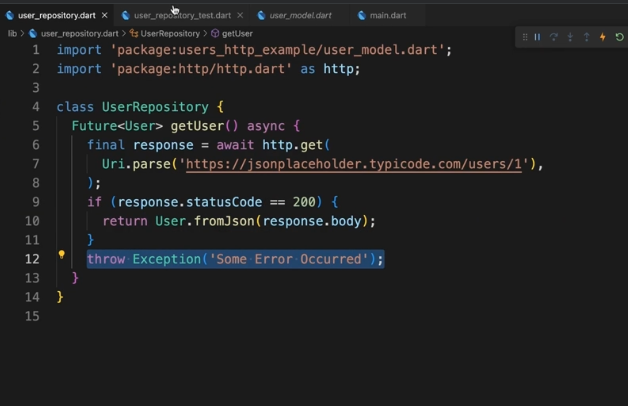 user_repository.dart
user_repository_test.dart
user_model.dart
main.dart
lib > user_repository.dart > UserRepository > getUser
1 import 'package:users_http_example/user_model.dart';
2 import 'package:http/http.dart' as http;
3
4 class UserRepository {
5 Future<User> getUser() async {
6 final response = await http.get(
7 Uri.parse('https://jsonplaceholder.typicode.com/users/1'),
8 );
9 if (response.statusCode == 200) {
10 return User.fromJson(response.body);
11 }
12 throw Exception('Some Error Occurred');
13 }
14 }
15